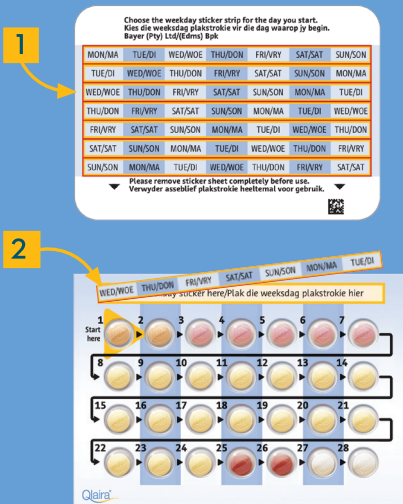 1
Choose the weekday sticker strip for the day you start.
Kies die weeksdag plakstrokie vir die dag waarop jy begin.
Bayer (Pty) Ltd/(Edms) Bpk
MON/MA TUE/DI WED/WOE THU/DON FRI/VRY SAT/SAT SUN/SON
TUE/DI WED/WOE THU/DON FRI/VRY SAT/SAT SUN/SON MON/MA
WED/WOE THU/DON FRI/VRY SAT/SAT SUN/SON MON/MA TUE/DI
THU/DON FRI/VRY SAT/SAT SUN/SON MON/MA TUE/DI WED/WOE
FRI/VRY SAT/SAT SUN/SON MON/MA TUE/DI WED/WOE THU/DON
SAT/SAT SUN/SON MON/MA TUE/DI WED/WOE THU/DON FRI/VRY
SUN/SON MON/MA TUE/DI WED/WOE THU/DON FRI/VRY SAT/SAT
Please remove sticker sheet completely before use.
Verwyder asseblief plakstrokie heeltemal voor gebruik.
2
WED/WOE THU/DON FRI/VRY SAT/SAT SUN/SON MON/MA TUE/DI
sticker here/Plak die weeksdag plakstrokie hier
1 2 3 4 5 6 7
Start
here
8 9 10 11 12 13 14
15 16 17 18 19 20 21
22 23 24 25 26 27 28
Qlaira